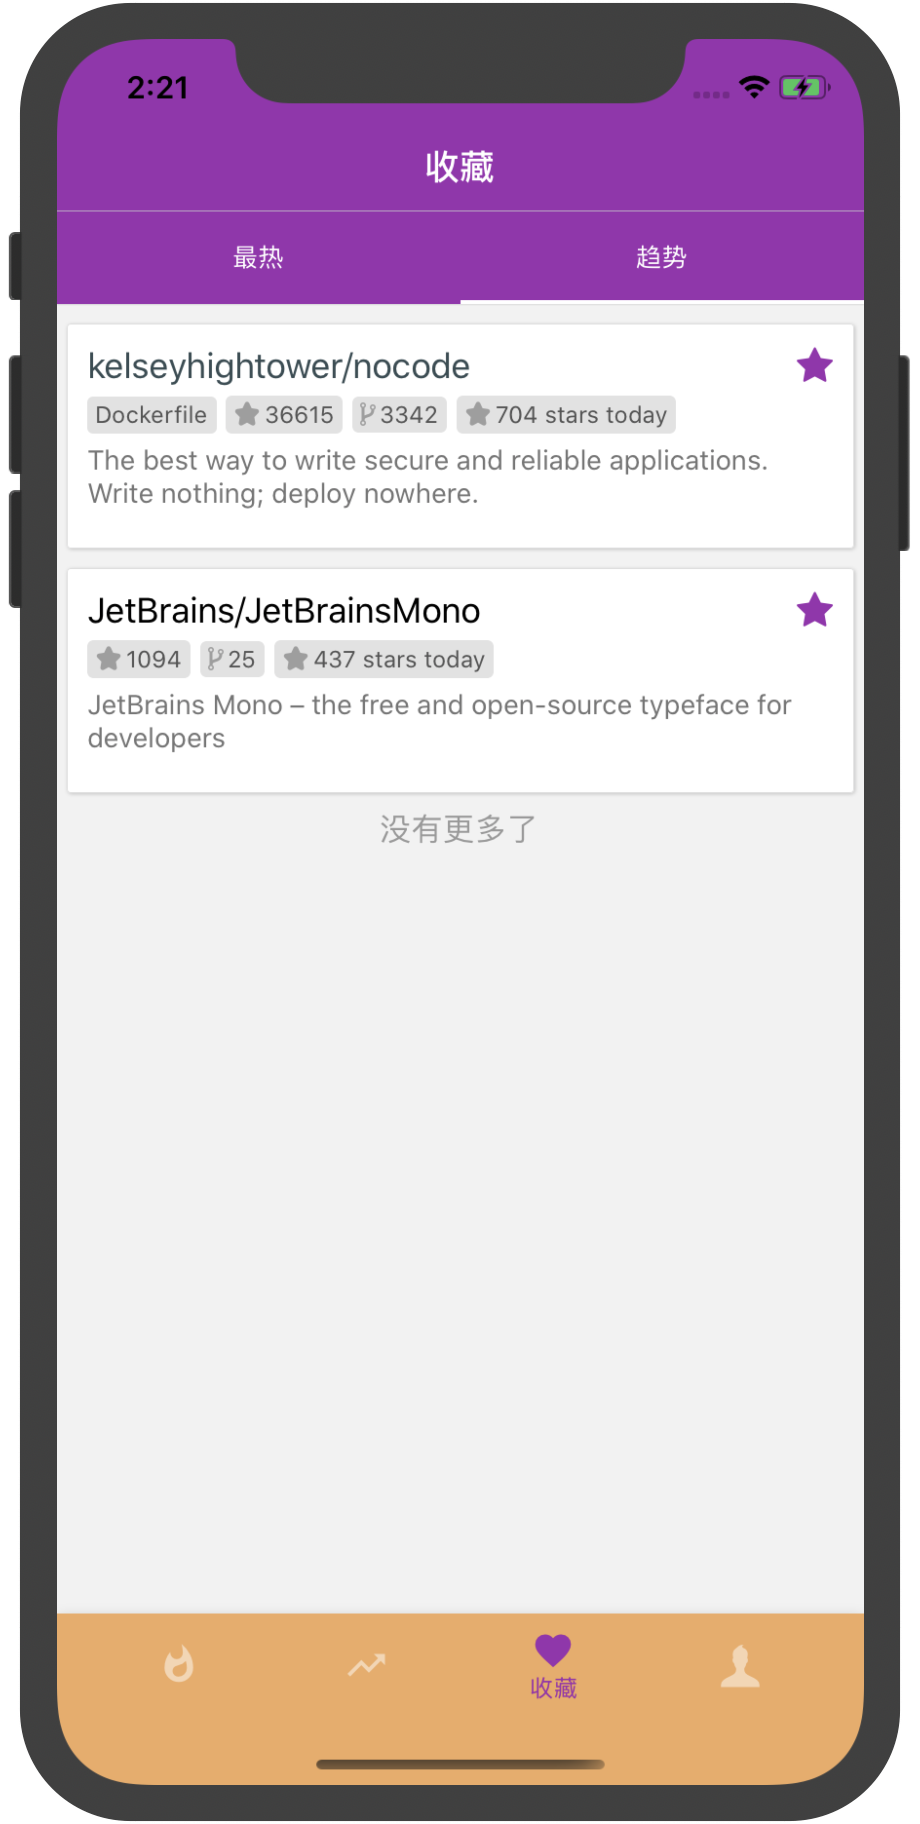 2:21
收藏
最热 趋势
kelseyhightower/nocode
Dockerfile 36615 3342 704 stars today
The best way to write secure and reliable applications.
Write nothing; deploy nowhere.
JetBrains/JetBrainsMono
1094 25 437 stars today
JetBrains Mono – the free and open-source typeface for
developers
没有更多了
收藏